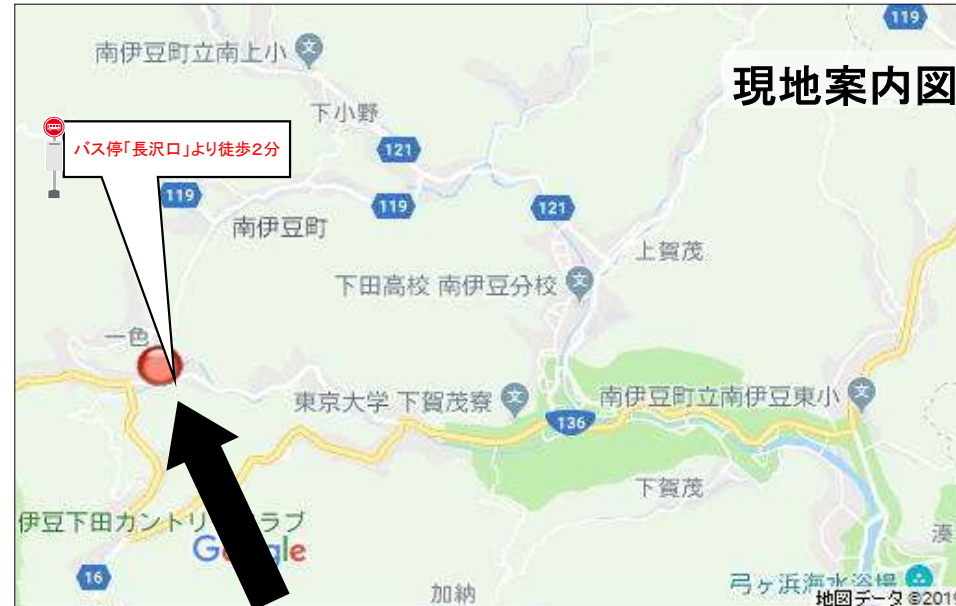 119
南伊豆町立南上小
現地案内図
下小野
バス停「長沢口」より徒歩2分
121
119
119
121
南伊豆町
上賀茂
下田高校 南伊豆分校
一色
東京大学 下賀茂寮
南伊豆町立南伊豆東小
136
下賀茂
伊豆下田カントリ
ラブ
湊
16
加納
弓ヶ浜海水浴場
地図データ ©2019